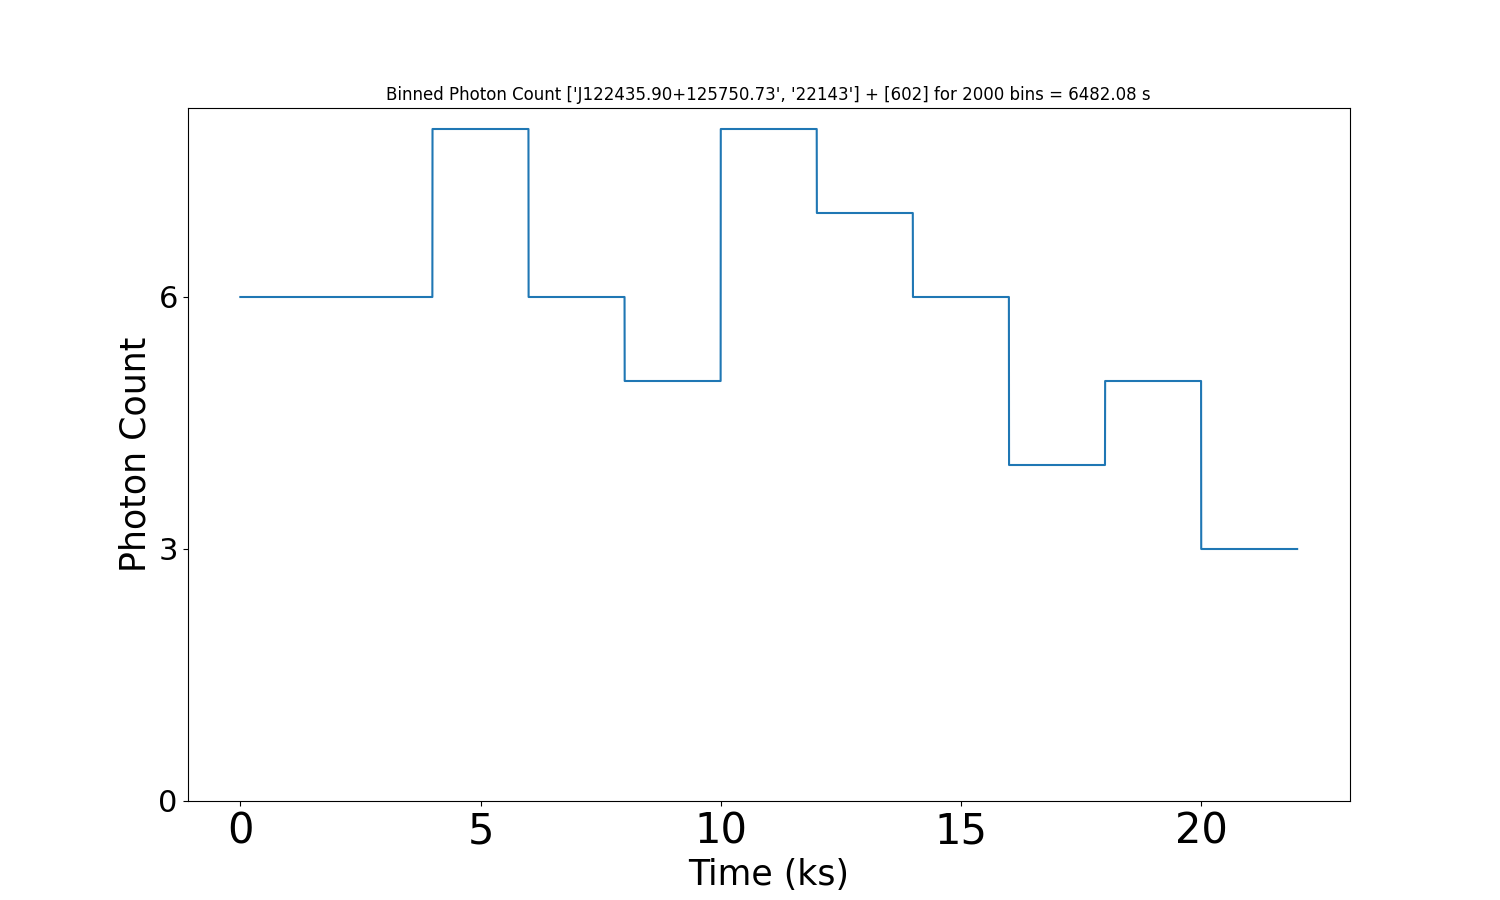 Binned Photon Count ['J122435.90+125750.73', '22143'] + [602] for 2000 bins = 6482.08 s
Photon Count
6
3
0
0 5 10 15 20
Time (ks)